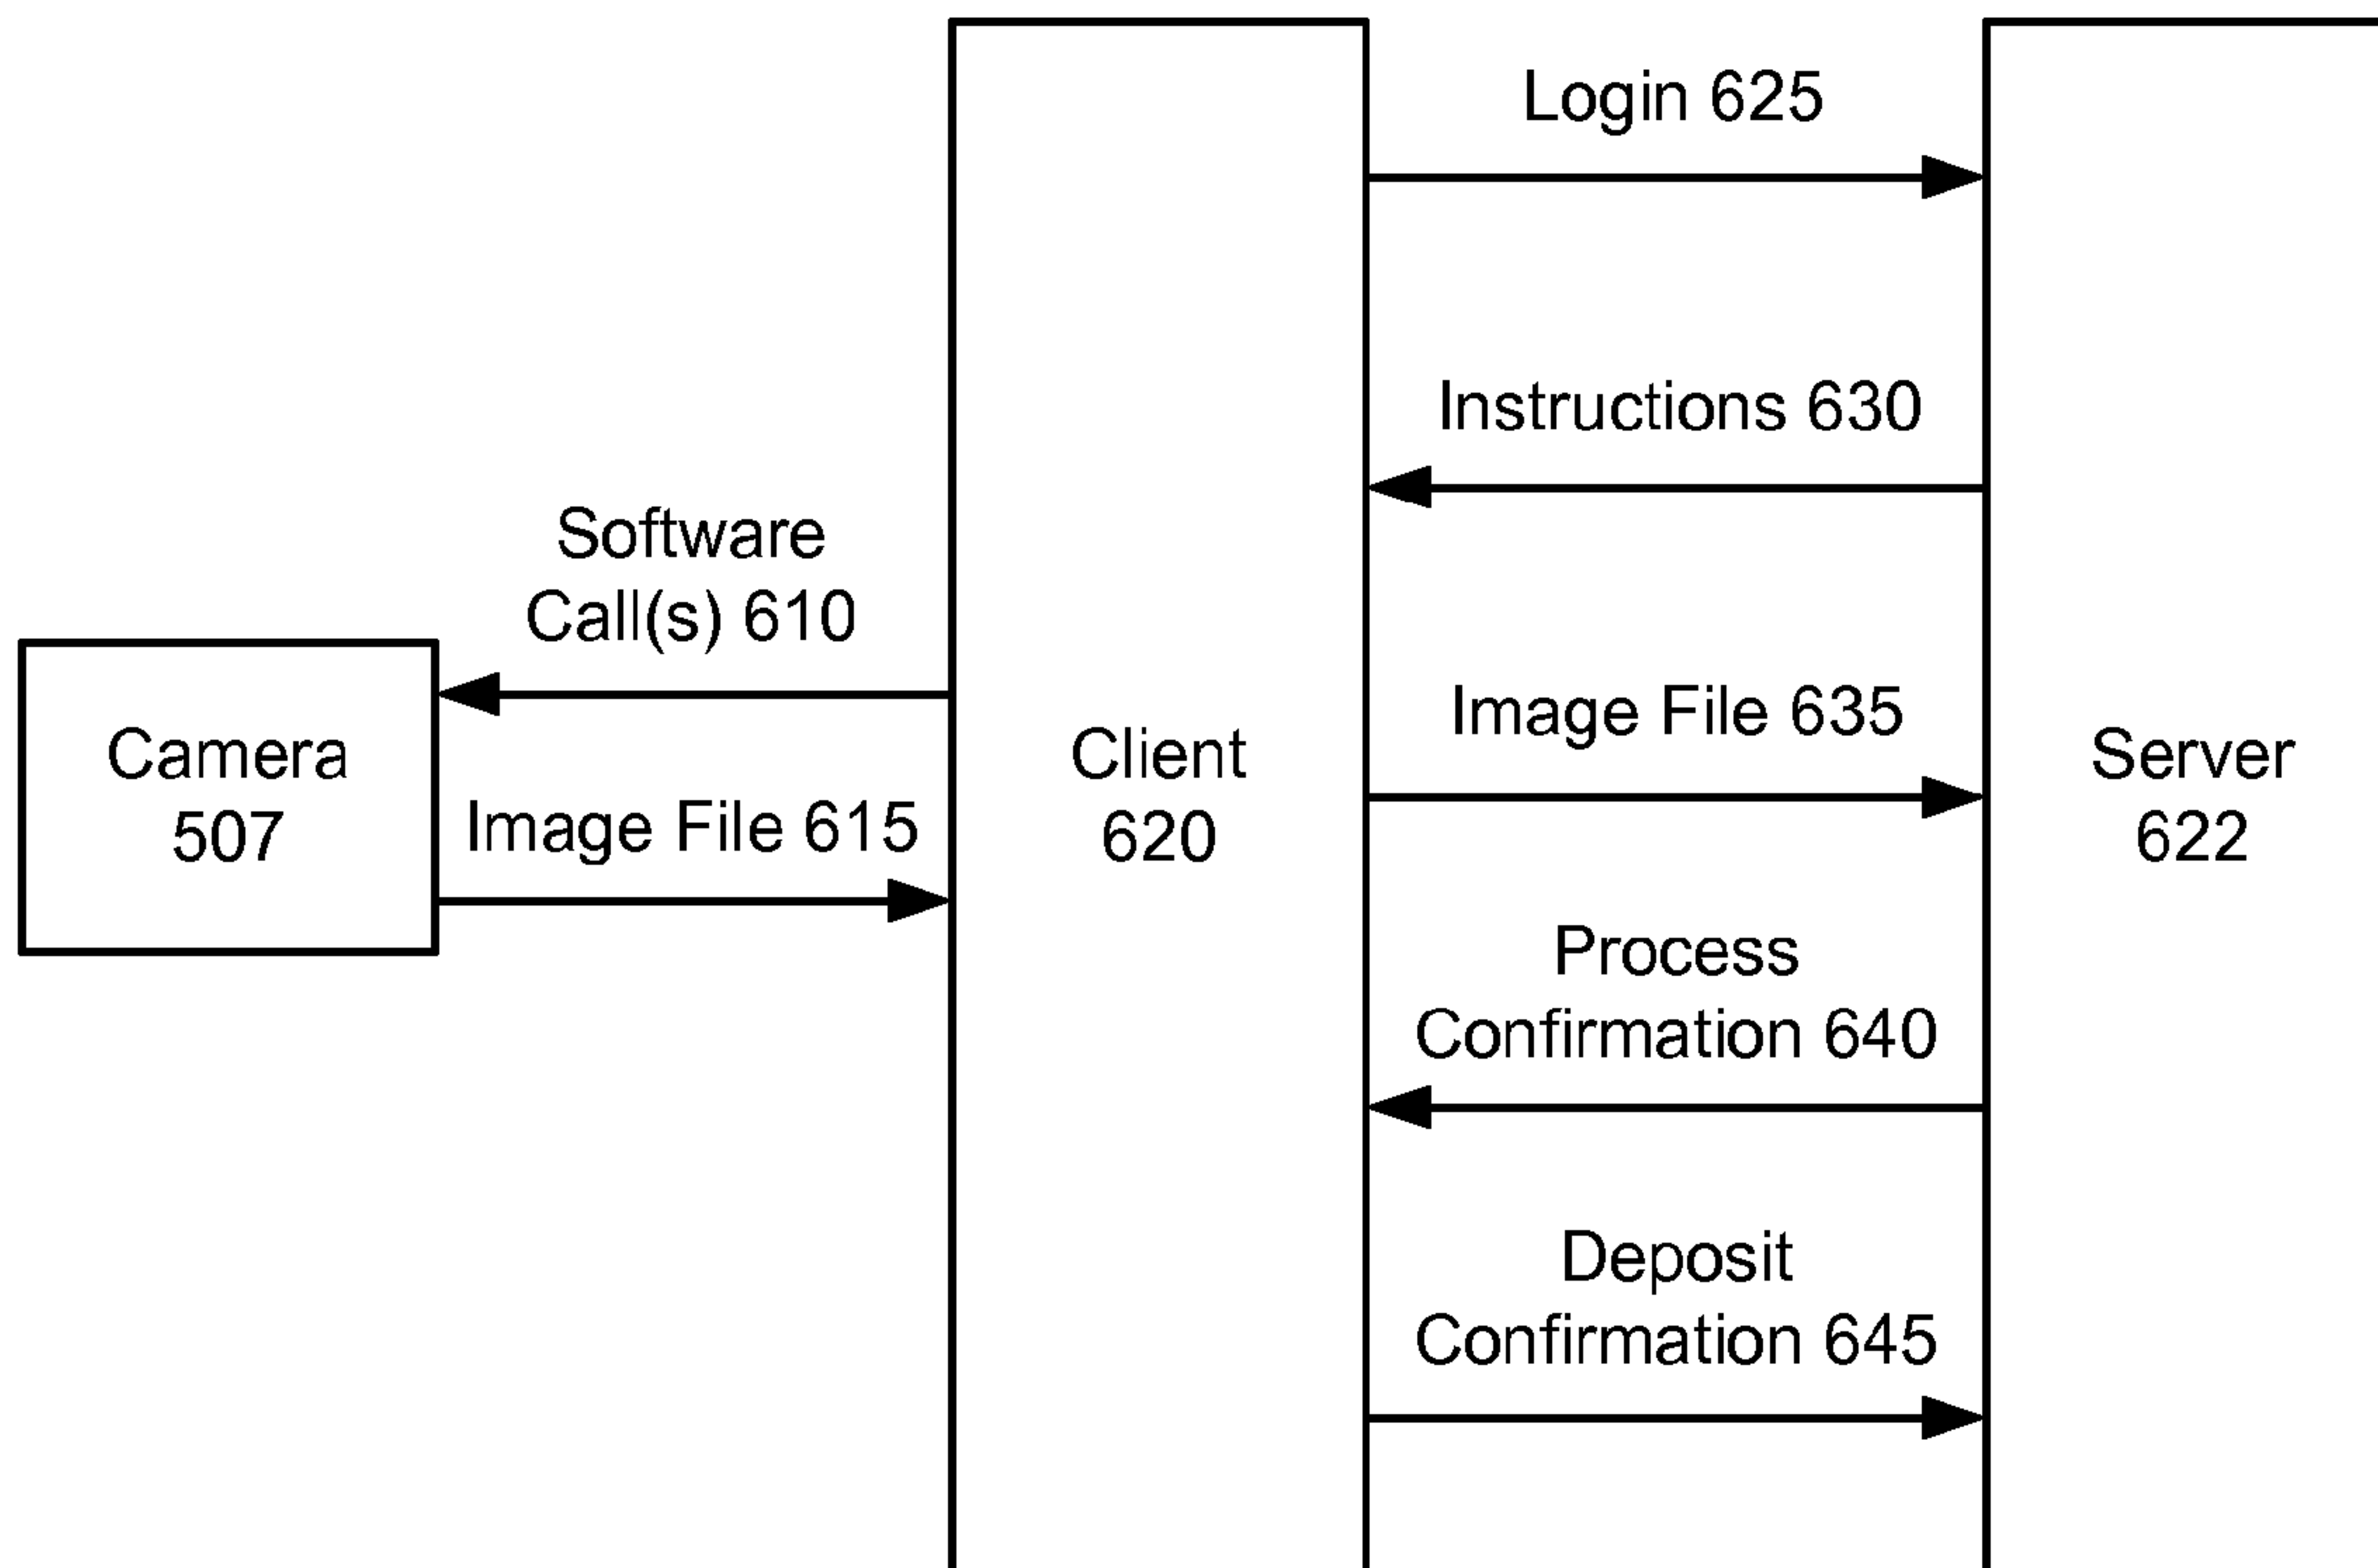 Login 625
Instructions 630
Software
Call(s) 610
Image File 635
Camera
507
Image File 615
Client
620
Server
622
Process
Confirmation 640
Deposit
Confirmation 645